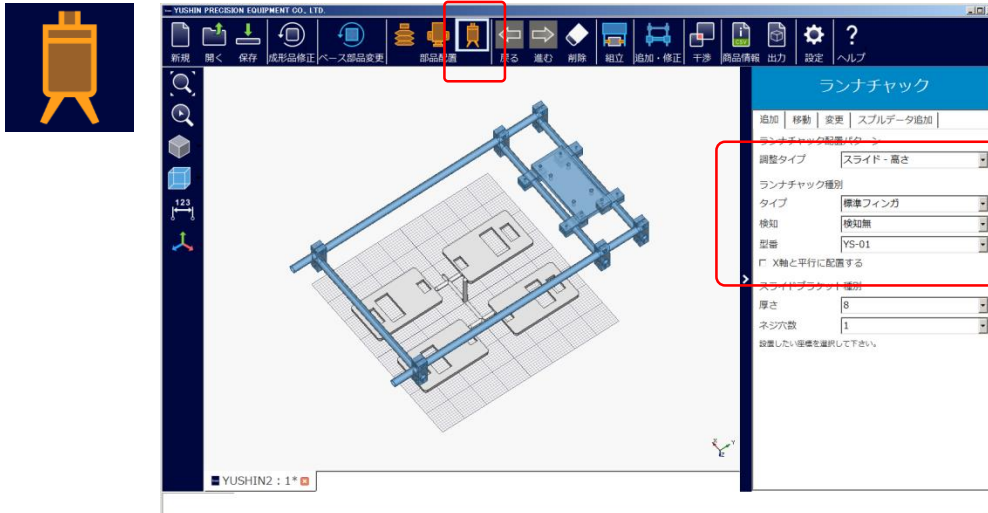 YUSHIN PRECISION EQUIPMENT CO., LTD.
新規 開く 保存 成形品修正 ベース部品変更 部品配置 戻る 進む 削除 組立 追加・修正 干渉 商品情報 出力 設定 ヘルプ
ランナチャック
追加 移動 変更 スプルデータ追加
ランナチャック配置パターン
調整タイプ スライド - 高さ
ランナチャック種別
タイプ 標準フィンガ
検知 検知無
型番 YS-01
X軸と平行に配置する
スライドブラケット種別
厚さ 8
ネジ穴数 1
設置したい座標を選択して下さい。
123
X Y
Z
YUSHIN2 : 1*